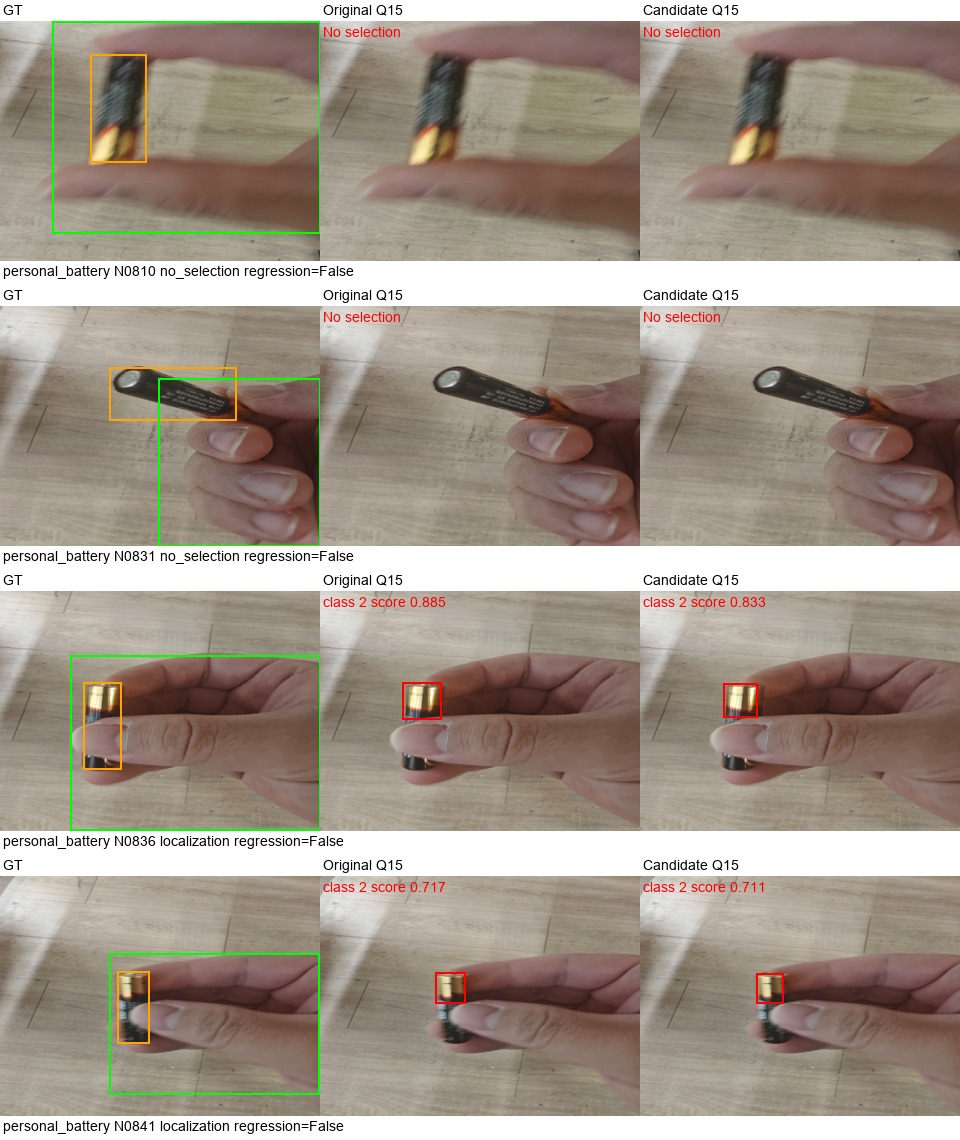 GT
Original Q15
Candidate Q15
No selection
No selection
personal_battery N0810 no_selection regression=False
GT
Original Q15
Candidate Q15
No selection
No selection
personal_battery N0831 no_selection regression=False
GT
Original Q15
Candidate Q15
class 2 score 0.885
class 2 score 0.833
personal_battery N0836 localization regression=False
GT
Original Q15
Candidate Q15
class 2 score 0.717
class 2 score 0.711
personal_battery N0841 localization regression=False